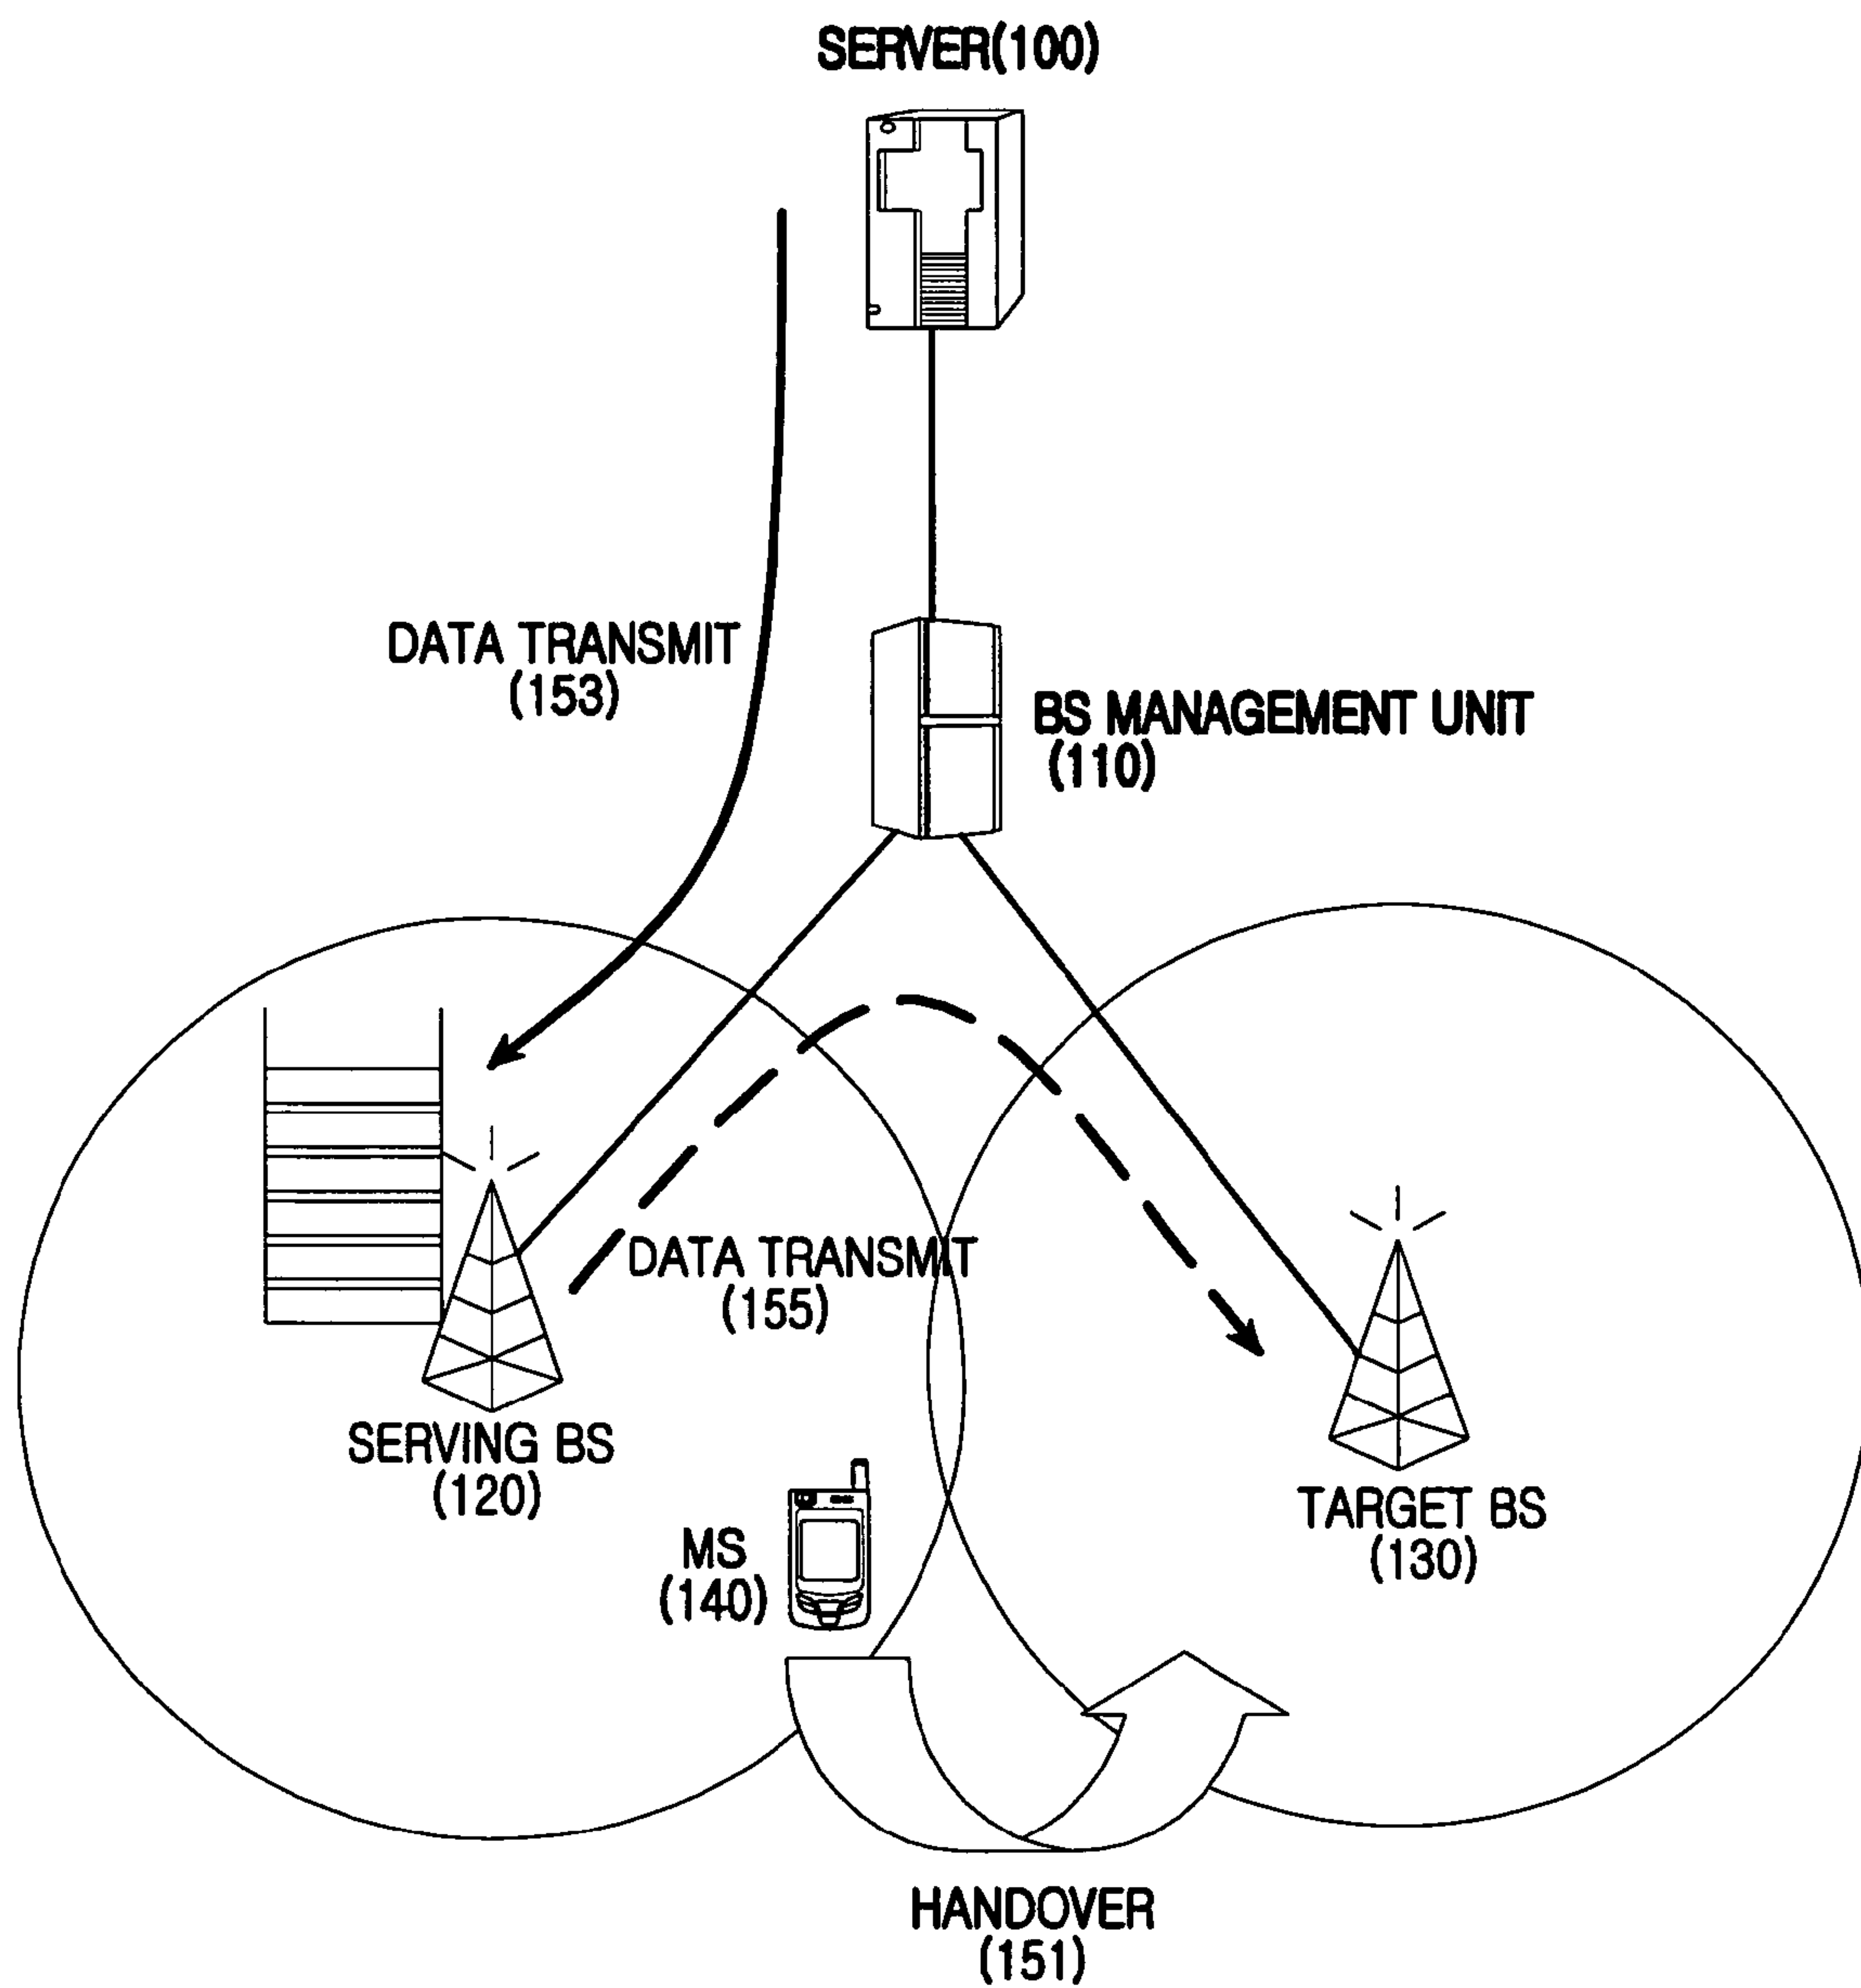 SERVER(100)
DATA TRANSMIT
(153)
BS MANAGEMENT UNIT
(110)
DATA TRANSMIT
(155)
SERVING BS
(120)
TARGET BS
(130)
MS
(140)
HANDOVER
(151)